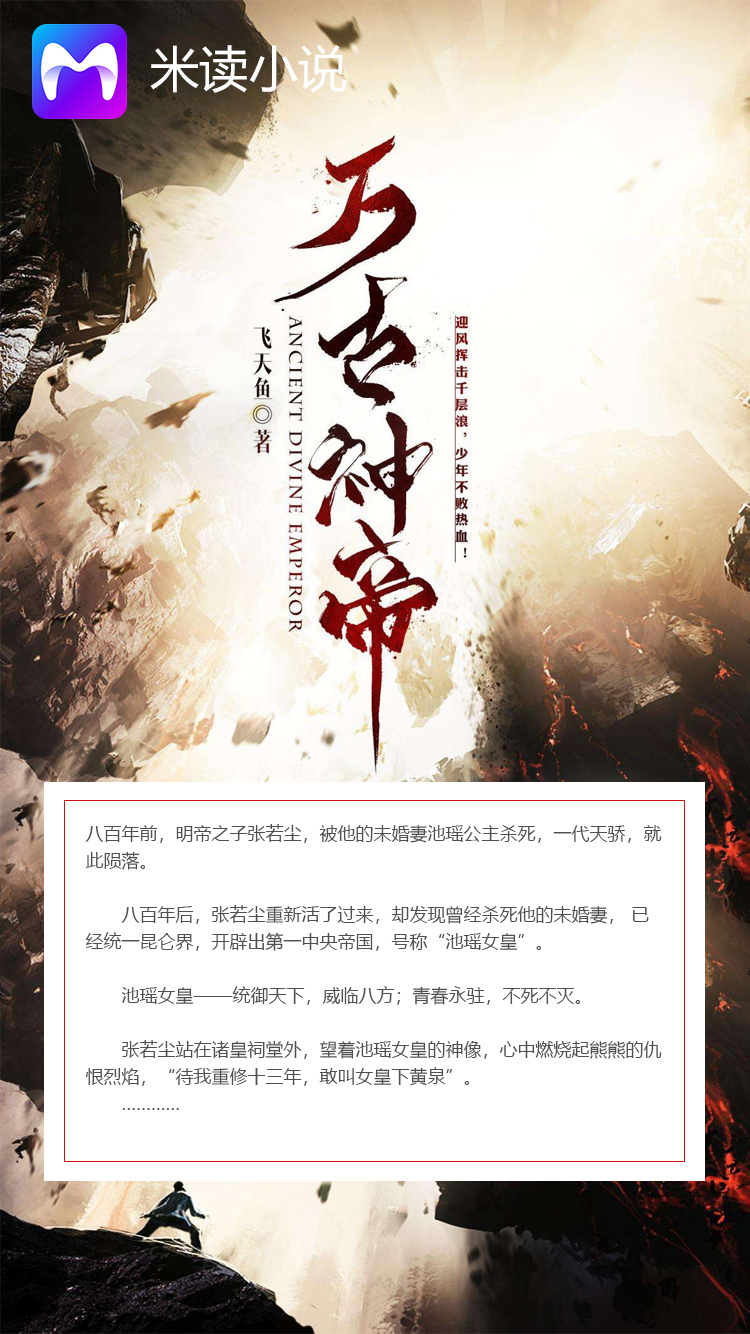 米读小说
万古神帝
ANCIENT DIVINE EMPEROR
飞天鱼◎著
迎风挥击千层浪，少年不败热血！
八百年前，明帝之子张若尘，被他的未婚妻池瑶公主杀死，一代天骄，就
此陨落。
八百年后，张若尘重新活了过来，却发现曾经杀死他的未婚妻， 已
经统一昆仑界，开辟出第一中央帝国，号称“池瑶女皇”。
池瑶女皇——统御天下，威临八方；青春永驻，不死不灭。
张若尘站在诸皇祠堂外，望着池瑶女皇的神像，心中燃烧起熊熊的仇
恨烈焰，“待我重修十三年，敢叫女皇下黄泉”。
…………